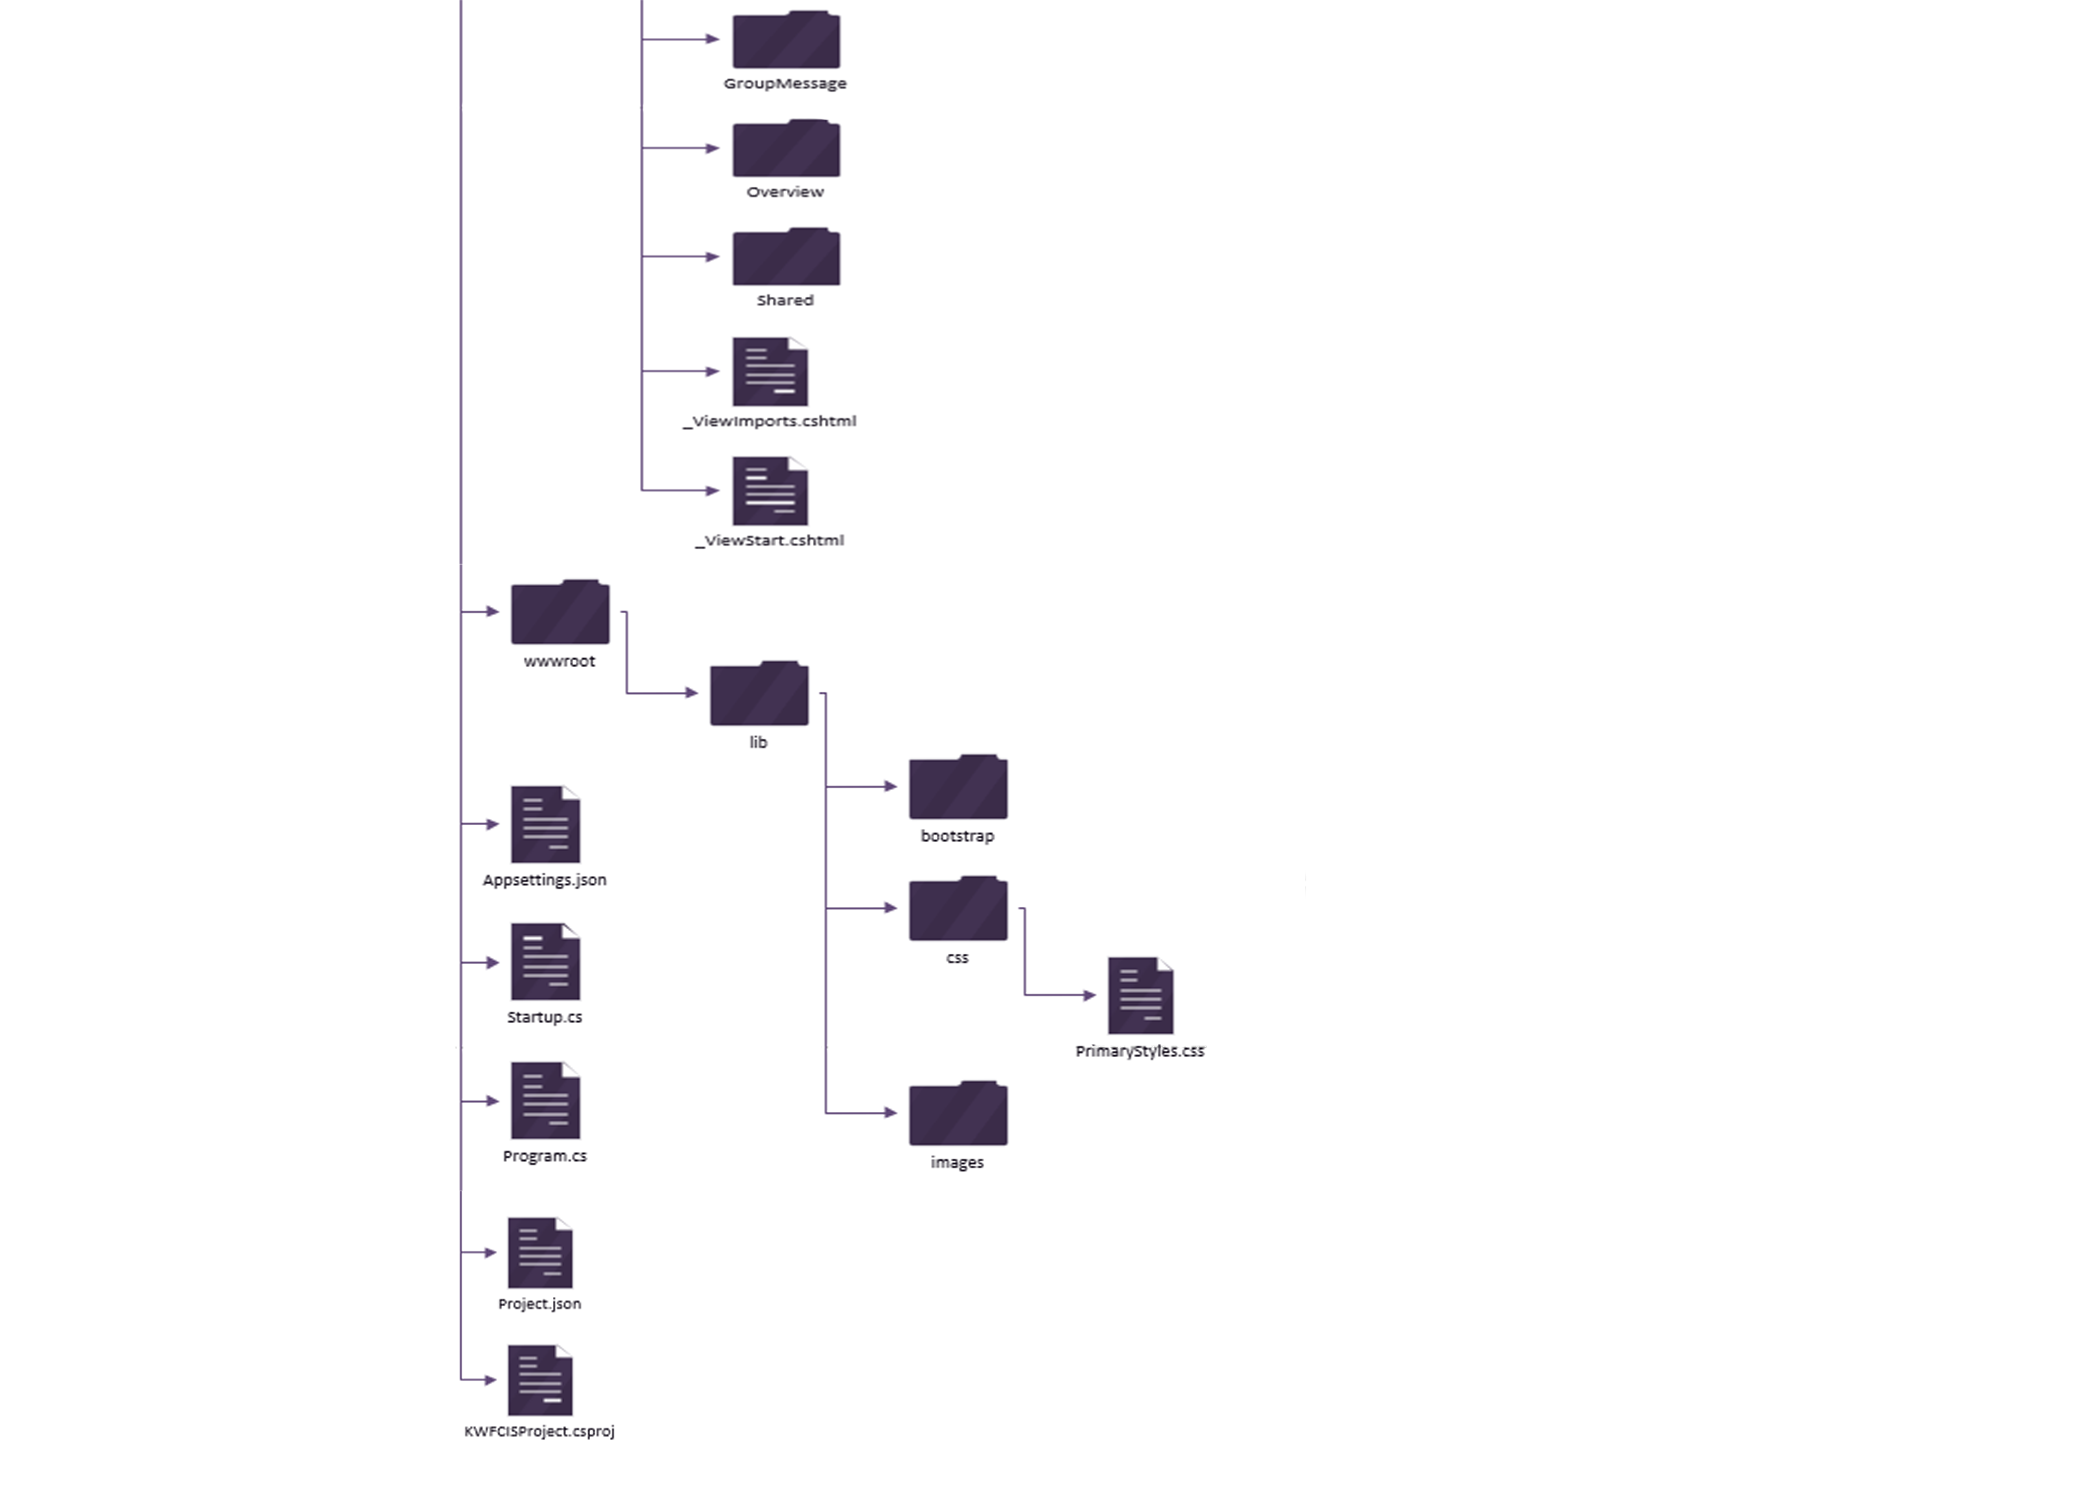 GroupMessage
Overview
Shared
_ViewImports.cshtml
_ViewStart.cshtml
wwwroot
lib
bootstrap
Appsettings.json
css
Startup.cs
PrimaryStyles.css
Program.cs
images
Project.json
KWFCISProject.csproj